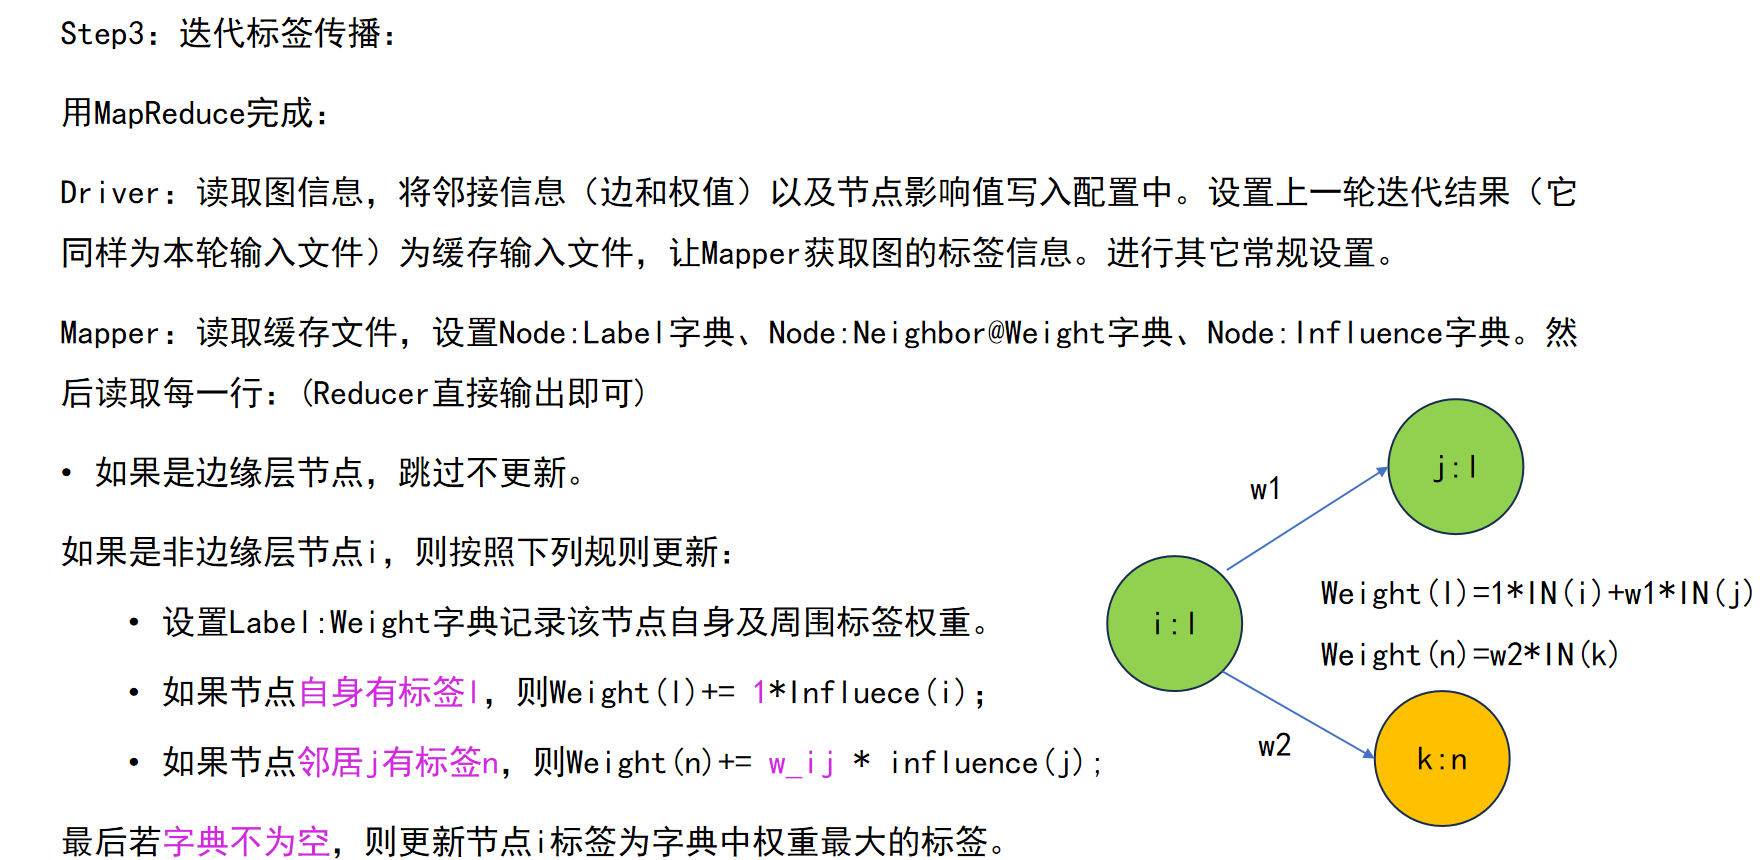 Step3：迭代标签传播：
用MapReduce完成：
Driver：读取图信息，将邻接信息（边和权值）以及节点影响值写入配置中。设置上一轮迭代结果（它
同样为本轮输入文件）为缓存输入文件，让Mapper获取图的标签信息。进行其它常规设置。
Mapper：读取缓存文件，设置Node:Label字典、Node:Neighbor@Weight字典、Node:Influence字典。然
后读取每一行：(Reducer直接输出即可)
• 如果是边缘层节点，跳过不更新。
如果是非边缘层节点i，则按照下列规则更新：
• 设置Label:Weight字典记录该节点自身及周围标签权重。
• 如果节点自身有标签l，则Weight(l)+= 1*Influece(i)；
• 如果节点邻居j有标签n，则Weight(n)+= w_ij * influence(j);
最后若字典不为空，则更新节点i标签为字典中权重最大的标签。
j:l
w1
i:l
Weight(l)=1*IN(i)+w1*IN(j)
Weight(n)=w2*IN(k)
w2
k:n